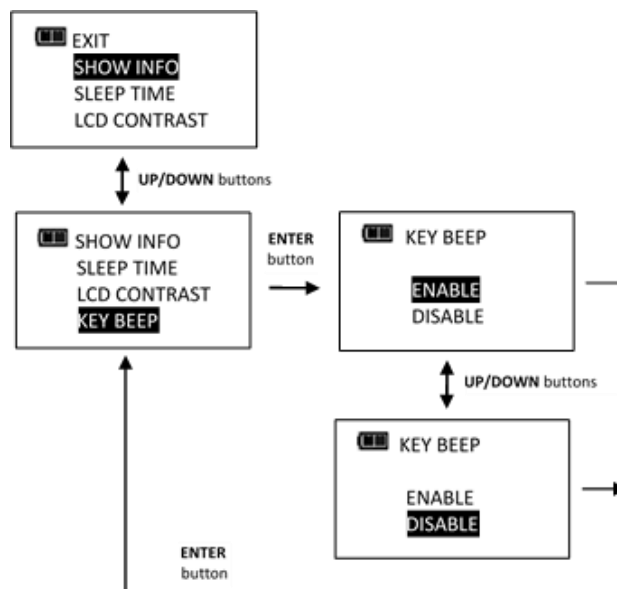 EXIT
SHOW INFO
SLEEP TIME
LCD CONTRAST
UP/DOWN buttons
SHOW INFO
SLEEP TIME
LCD CONTRAST
KEY BEEP
ENTER
button
KEY BEEP
ENABLE
DISABLE
UP/DOWN buttons
KEY BEEP
ENABLE
DISABLE
ENTER
button